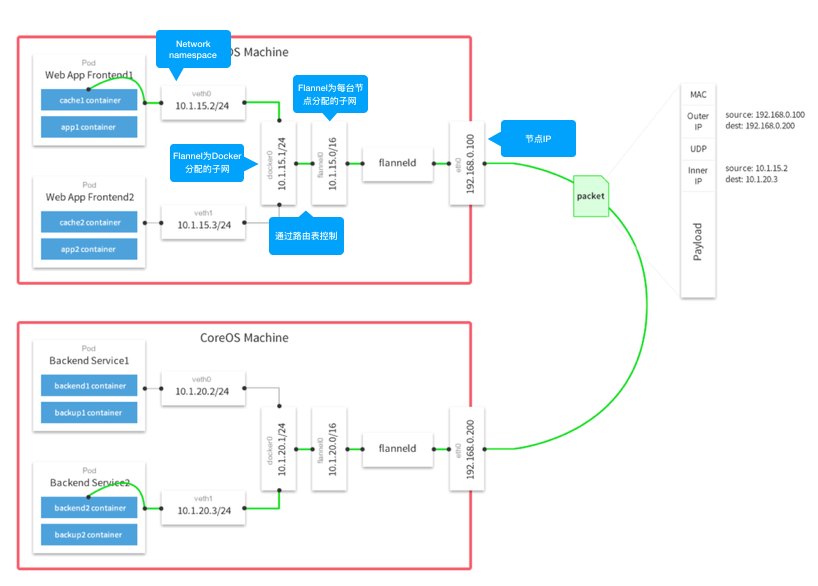 Network
namespace
OS Machine
Pod
Web App Frontend1
cache1 container
app1 container
veth0
10.1.15.2/24
Flannel为每台节
点分配的子网
Flannel为Docker
分配的子网
docker0
10.1.15.1/24
flannel0
10.1.15.0/16
flanneld
eth0
192.168.0.100
节点IP
通过路由表控制
Pod
Web App Frontend2
cache2 container
app2 container
veth1
10.1.15.3/24
packet
MAC
Outer
IP
source: 192.168.0.100
dest: 192.168.0.200
UDP
Inner
IP
source: 10.1.15.2
dest: 10.1.20.3
Payload
CoreOS Machine
Pod
Backend Service1
backend1 container
backup1 container
veth0
10.1.20.2/24
docker0
10.1.20.1/24
flannel0
10.1.20.0/16
flanneld
eth0
192.168.0.200
Pod
Backend Service2
backend2 container
backup2 container
veth1
10.1.20.3/24